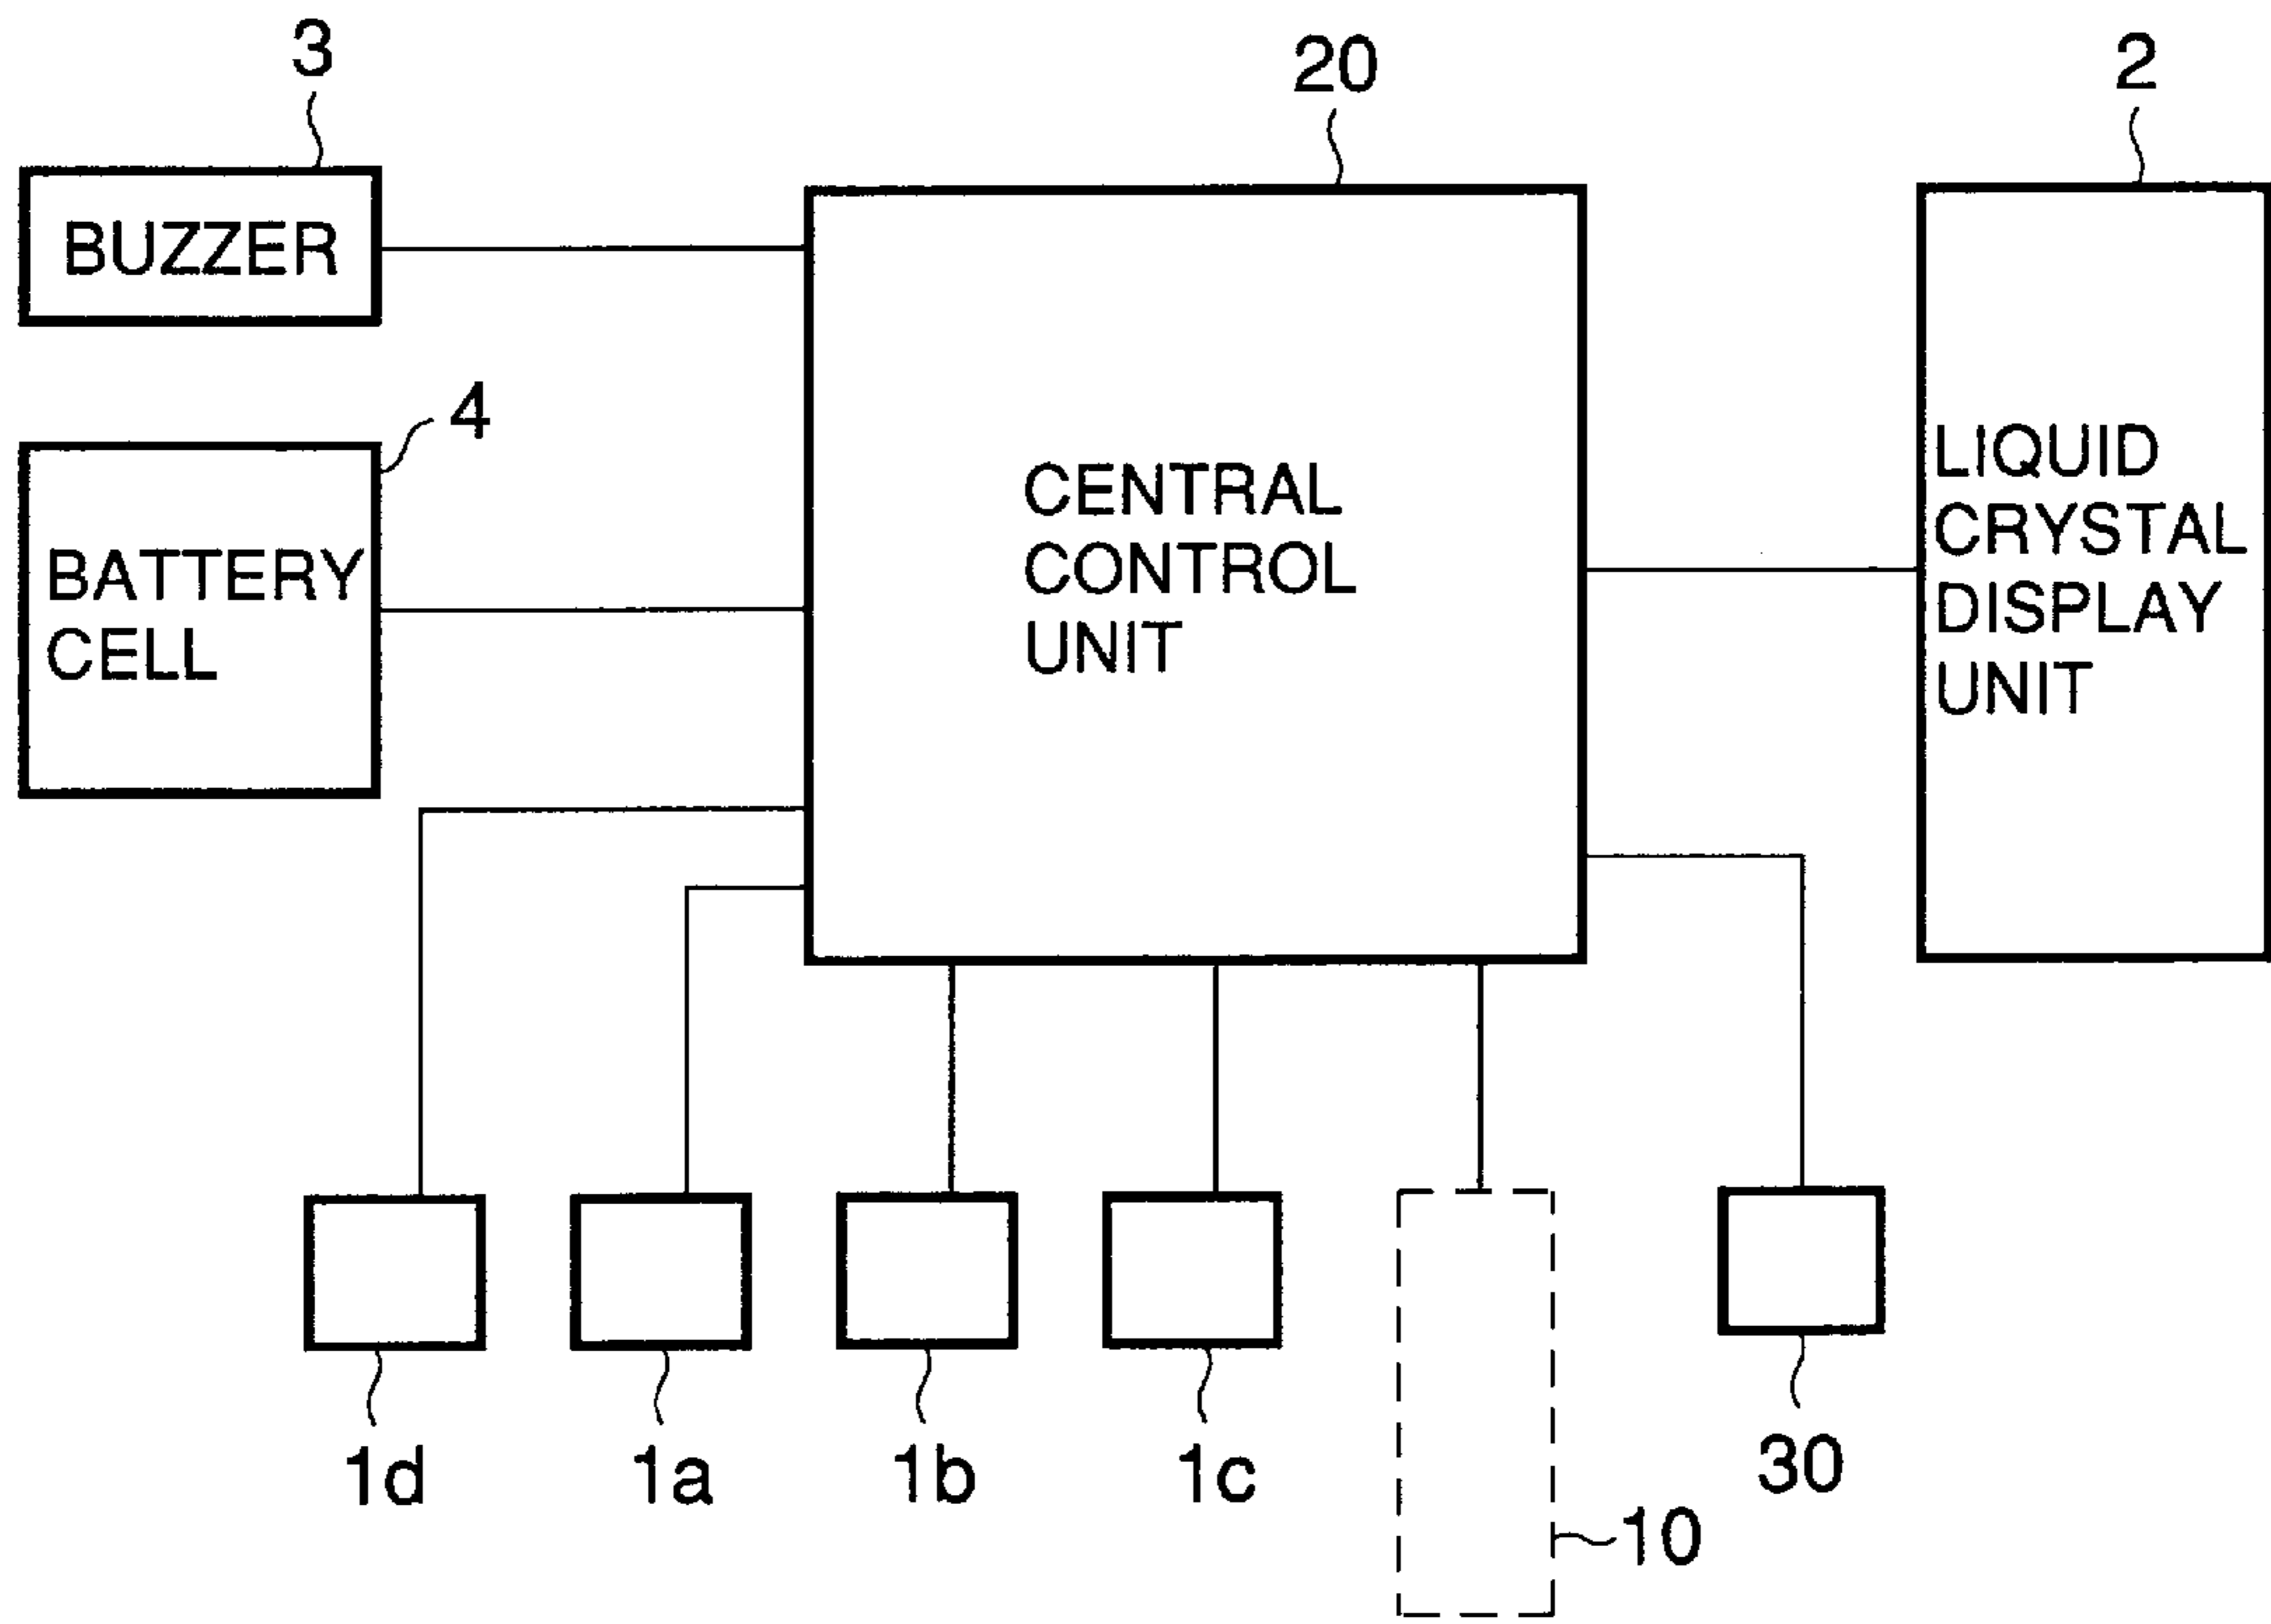 3
20
2
BUZZER
4
BATTERY
CELL
CENTRAL
CONTROL
UNIT
LIQUID
CRYSTAL
DISPLAY
UNIT
1d
1a
1b
1c
10
30